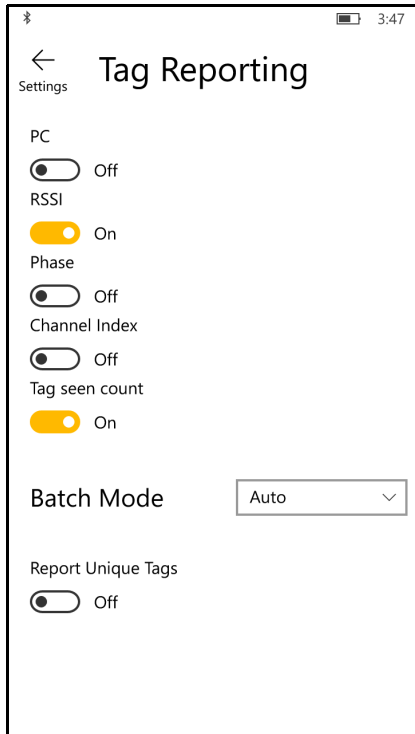 3:47
Tag Reporting
Settings
PC
Off
RSSI
On
Phase
Off
Channel Index
Off
Tag seen count
On
Batch Mode Auto
Report Unique Tags
Off